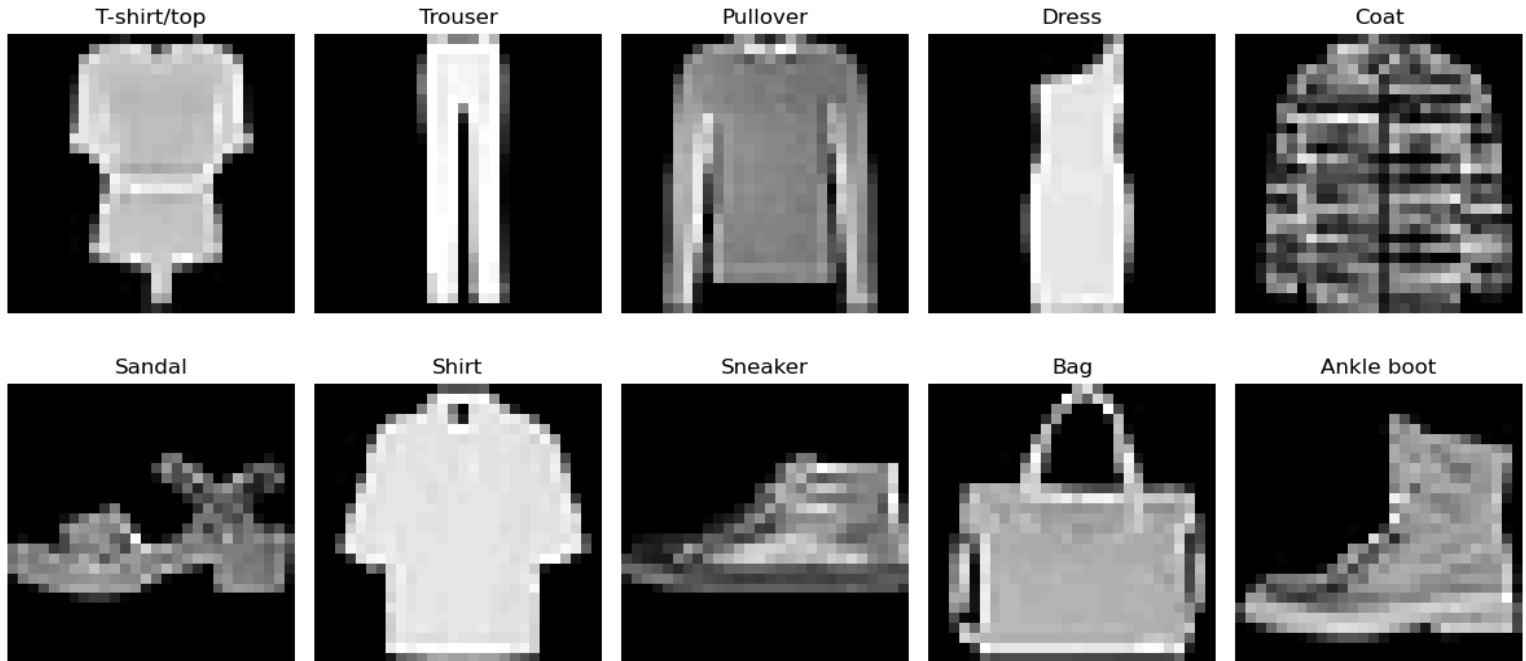 T-shirt/top
Trouser
Pullover
Dress
Coat
Sandal
Shirt
Sneaker
Bag
Ankle boot